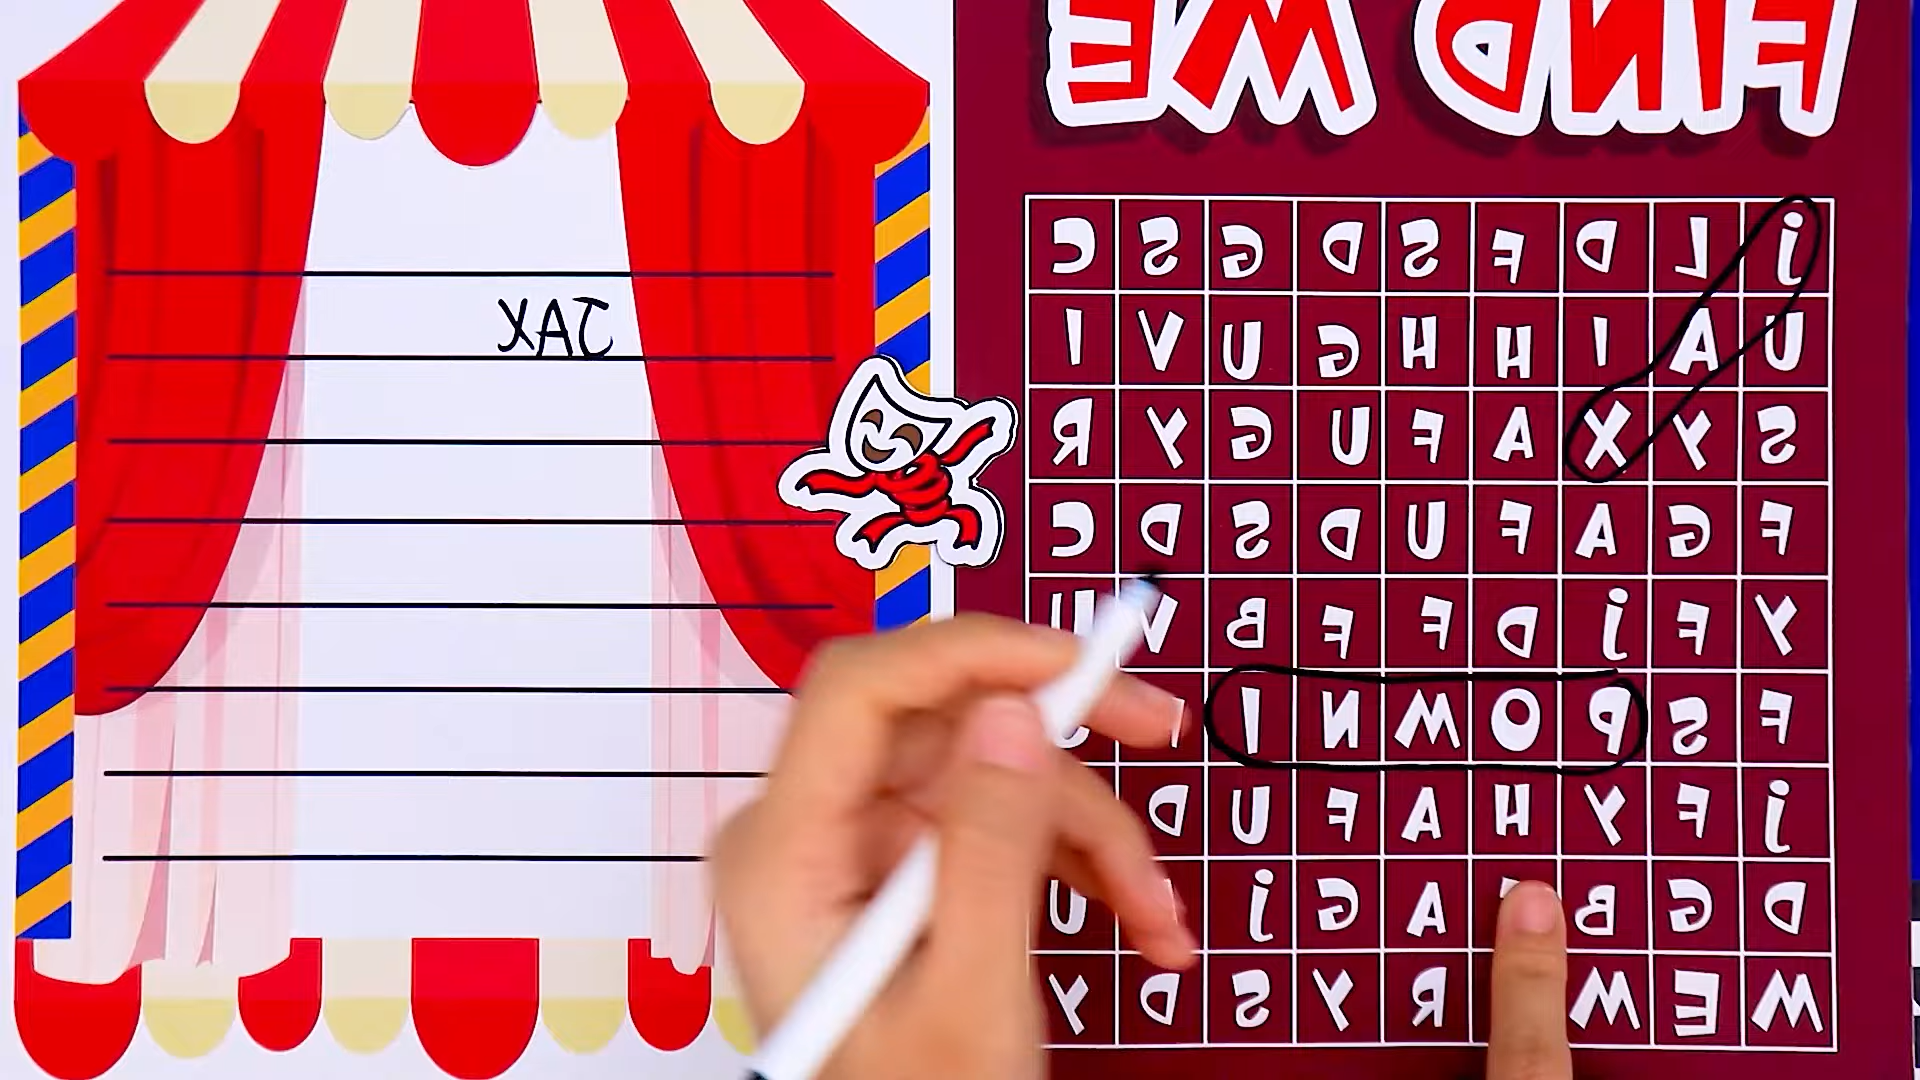 FIND ME
JAX
j L D F S D G S C
U A I H H G U V I
S Y X A F U G Y R
F G A F U D S D C
Y F j D F F B V U
F S P O M N I
j F Y H A F U D
D G B A G j U
M E M R Y S D Y